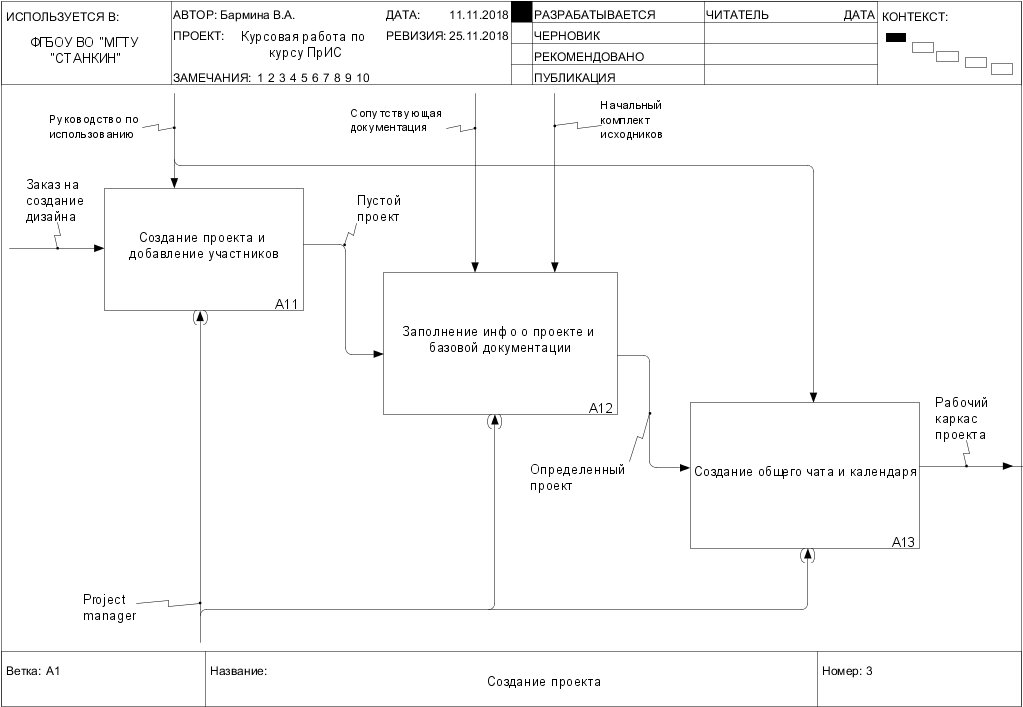 ИСПОЛЬЗУЕТСЯ В:
ФГБОУ ВО "МГТУ
"СТАНКИН"
АВТОР: Бармина В.А.
ДАТА: 11.11.2018
ПРОЕКТ: Курсовая работа по
курсу ПрИС
РЕВИЗИЯ: 25.11.2018
ЗАМЕЧАНИЯ: 1 2 3 4 5 6 7 8 9 10
РАЗРАБАТЫВАЕТСЯ
ЧЕРНОВИК
РЕКОМЕНДОВАНО
ПУБЛИКАЦИЯ
ЧИТАТЕЛЬ ДАТА
КОНТЕКСТ:
Руководство по
использованию
Сопутствующая
документация
Начальный
комплект
исходников
Заказ на
создание
дизайна
Создание проекта и
добавление участников
A11
Пустой
проект
Заполнение инфо о проекте и
базовой документации
A12
Определенный
проект
Создание общего чата и календаря
A13
Рабочий
каркас
проекта
Project
manager
Ветка: A1
Название:
Создание проекта
Номер: 3